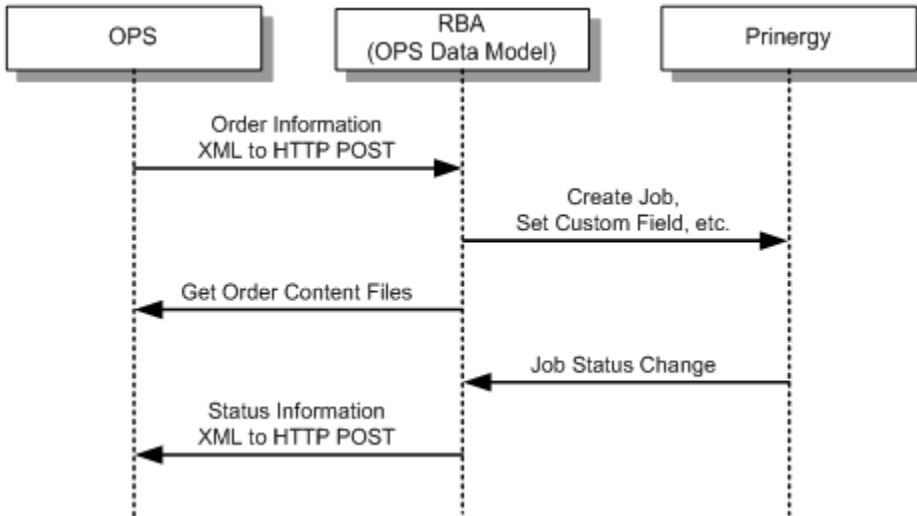 OPS
RBA
(OPS Data Model)
Prinergy
Order Information
XML to HTTP POST
Create Job,
Set Custom Field, etc.
Get Order Content Files
Job Status Change
Status Information
XML to HTTP POST